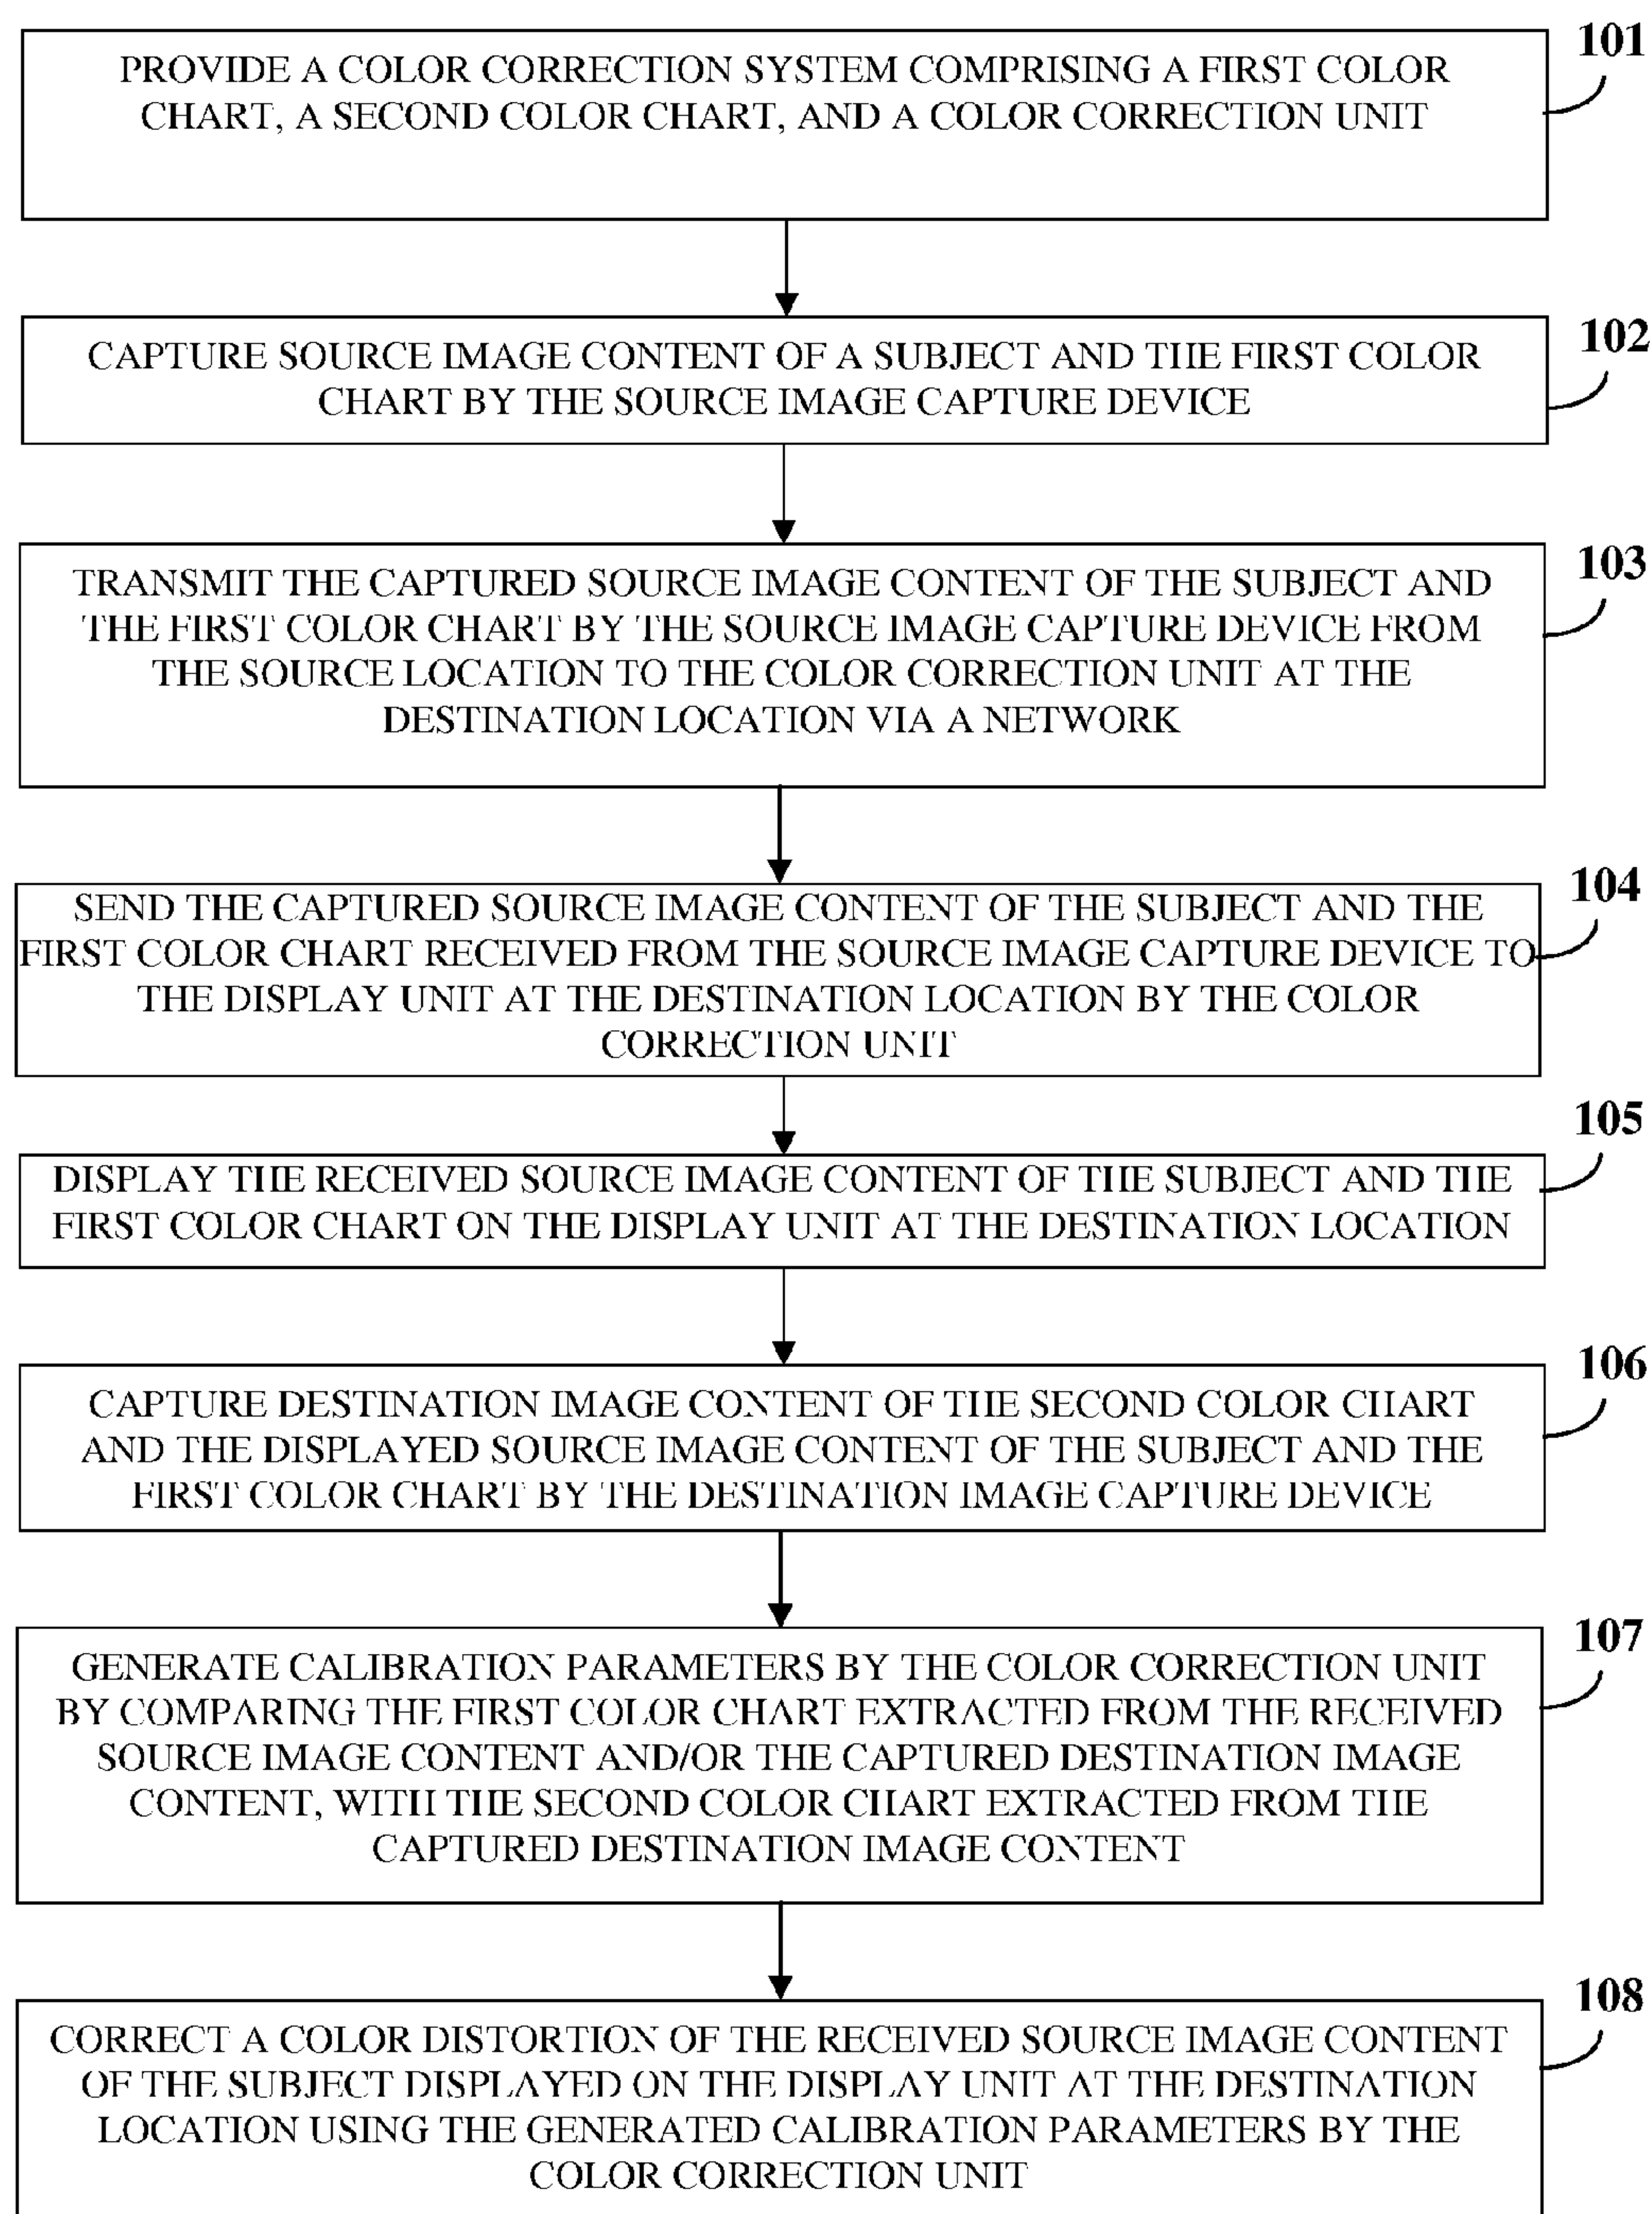 101
PROVIDE A COLOR CORRECTION SYSTEM COMPRISING A FIRST COLOR
CHART, A SECOND COLOR CHART, AND A COLOR CORRECTION UNIT
102
CAPTURE SOURCE IMAGE CONTENT OF A SUBJECT AND THE FIRST COLOR
CHART BY THE SOURCE IMAGE CAPTURE DEVICE
103
TRANSMIT THE CAPTURED SOURCE IMAGE CONTENT OF THE SUBJECT AND
THE FIRST COLOR CHART BY THE SOURCE IMAGE CAPTURE DEVICE FROM
THE SOURCE LOCATION TO THE COLOR CORRECTION UNIT AT THE
DESTINATION LOCATION VIA A NETWORK
104
SEND THE CAPTURED SOURCE IMAGE CONTENT OF THE SUBJECT AND THE
FIRST COLOR CHART RECEIVED FROM THE SOURCE IMAGE CAPTURE DEVICE TO
THE DISPLAY UNIT AT THE DESTINATION LOCATION BY THE COLOR
CORRECTION UNIT
105
DISPLAY THE RECEIVED SOURCE IMAGE CONTENT OF THE SUBJECT AND THE
FIRST COLOR CHART ON THE DISPLAY UNIT AT THE DESTINATION LOCATION
106
CAPTURE DESTINATION IMAGE CONTENT OF THE SECOND COLOR CHART
AND THE DISPLAYED SOURCE IMAGE CONTENT OF THE SUBJECT AND THE
FIRST COLOR CHART BY THE DESTINATION IMAGE CAPTURE DEVICE
107
GENERATE CALIBRATION PARAMETERS BY THE COLOR CORRECTION UNIT
BY COMPARING THE FIRST COLOR CHART EXTRACTED FROM THE RECEIVED
SOURCE IMAGE CONTENT AND/OR THE CAPTURED DESTINATION IMAGE
CONTENT, WITH THE SECOND COLOR CHART EXTRACTED FROM THE
CAPTURED DESTINATION IMAGE CONTENT
108
CORRECT A COLOR DISTORTION OF THE RECEIVED SOURCE IMAGE CONTENT
OF THE SUBJECT DISPLAYED ON THE DISPLAY UNIT AT THE DESTINATION
LOCATION USING THE GENERATED CALIBRATION PARAMETERS BY THE
COLOR CORRECTION UNIT